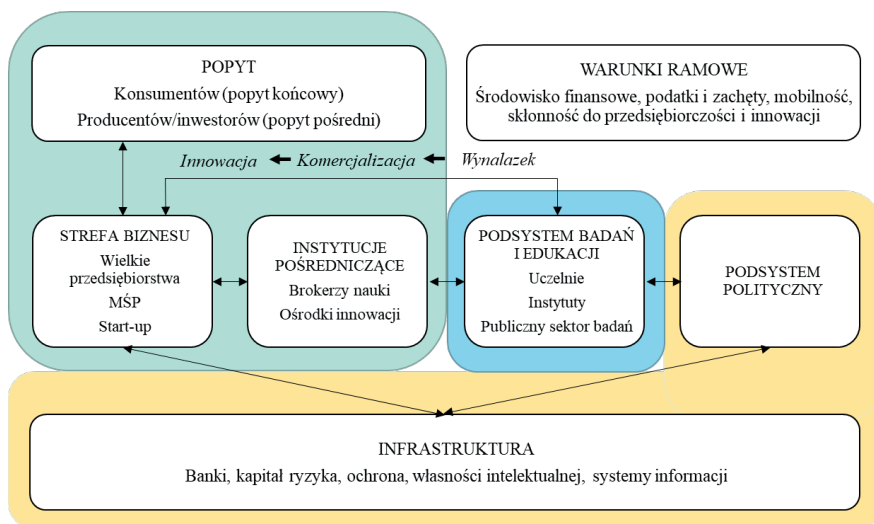 POPYT
Konsumentów (popyt końcowy)
Producentów/inwestorów (popyt pośredni)
WARUNKI RAMOWE
Środowisko finansowe, podatki i zachęty, mobilność,
skłonność do przedsiębiorczości i innowacji
Innowacja Komercjalizacja Wynalazek
STREFA BIZNESU
Wielkie
przedsiębiorstwa
MŚP
Start-up
INSTYTUCJE
POŚREDNICZĄCE
Brokerzy nauki
Ośrodki innowacji
PODSYSTEM BADAŃ
I EDUKACJI
Uczelnie
Instytuty
Publiczny sektor badań
PODSYSTEM
POLITYCZNY
INFRASTRUKTURA
Banki, kapitał ryzyka, ochrona, własności intelektualnej, systemy informacji